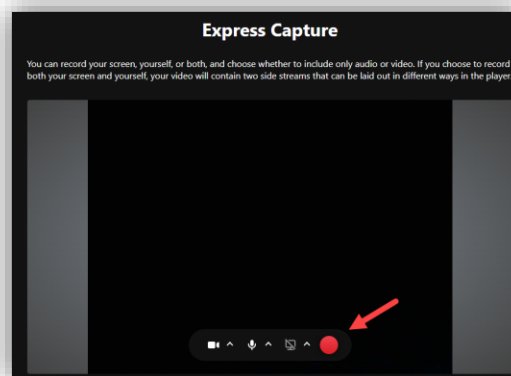 Express Capture
You can record your screen, yourself, or both, and choose whether to include only audio or video. If you choose to record
both your screen and yourself, your video will contain two side streams that can be laid out in different ways in the player.